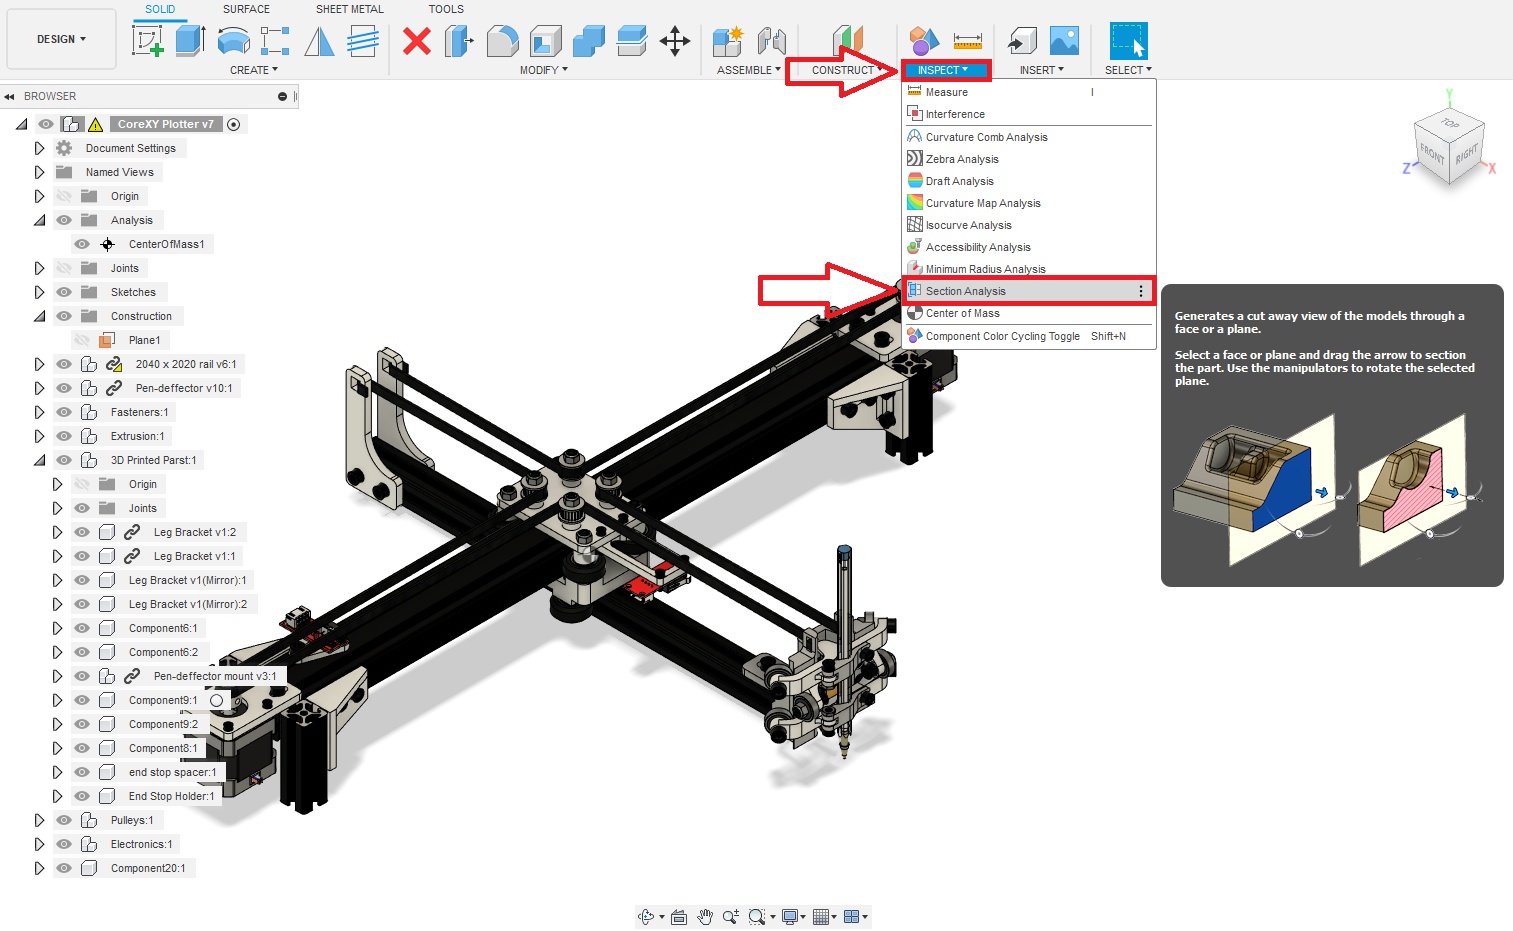 SOLID SURFACE SHEET METAL TOOLS
DESIGN
CREATE MODIFY ASSEMBLE CONSTRUCT INSPECT INSERT SELECT
BROWSER
CoreXY Plotter v7
Document Settings
Named Views
Origin
Analysis
CenterOfMass1
Joints
Sketches
Construction
Plane1
2040 x 2020 rail v6:1
Pen-deffector v10:1
Fasteners:1
Extrusion:1
3D Printed Parst:1
Origin
Joints
Leg Bracket v1:2
Leg Bracket v1:1
Leg Bracket v1(Mirror):1
Leg Bracket v1(Mirror):2
Component6:1
Component6:2
Pen-deffector mount v3:1
Component9:1
Component9:2
Component8:1
end stop spacer:1
End Stop Holder:1
Pulleys:1
Electronics:1
Component20:1
Measure I
Interference
Curvature Comb Analysis
Zebra Analysis
Draft Analysis
Curvature Map Analysis
Isocurve Analysis
Accessibility Analysis
Minimum Radius Analysis
Section Analysis
Center of Mass
Component Color Cycling Toggle Shift+N
Y
TOP
FRONT RIGHT
Z X
Generates a cut away view of the models through a
face or a plane.
Select a face or plane and drag the arrow to section
the part. Use the manipulators to rotate the selected
plane.